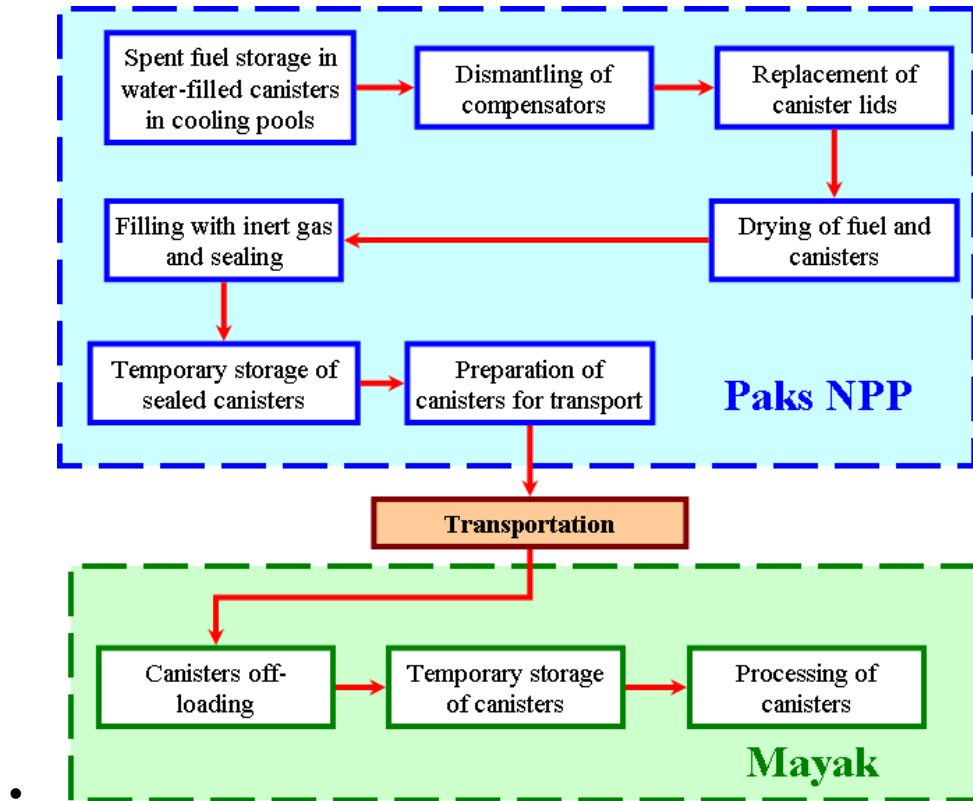 Spent fuel storage in
water-filled canisters
in cooling pools
Dismantling of
compensators
Replacement of
canister lids
Drying of fuel and
canisters
Filling with inert gas
and sealing
Temporary storage of
sealed canisters
Preparation of
canisters for transport
Paks NPP
Transportation
Canisters off-
loading
Temporary storage
of canisters
Processing of
canisters
Mayak